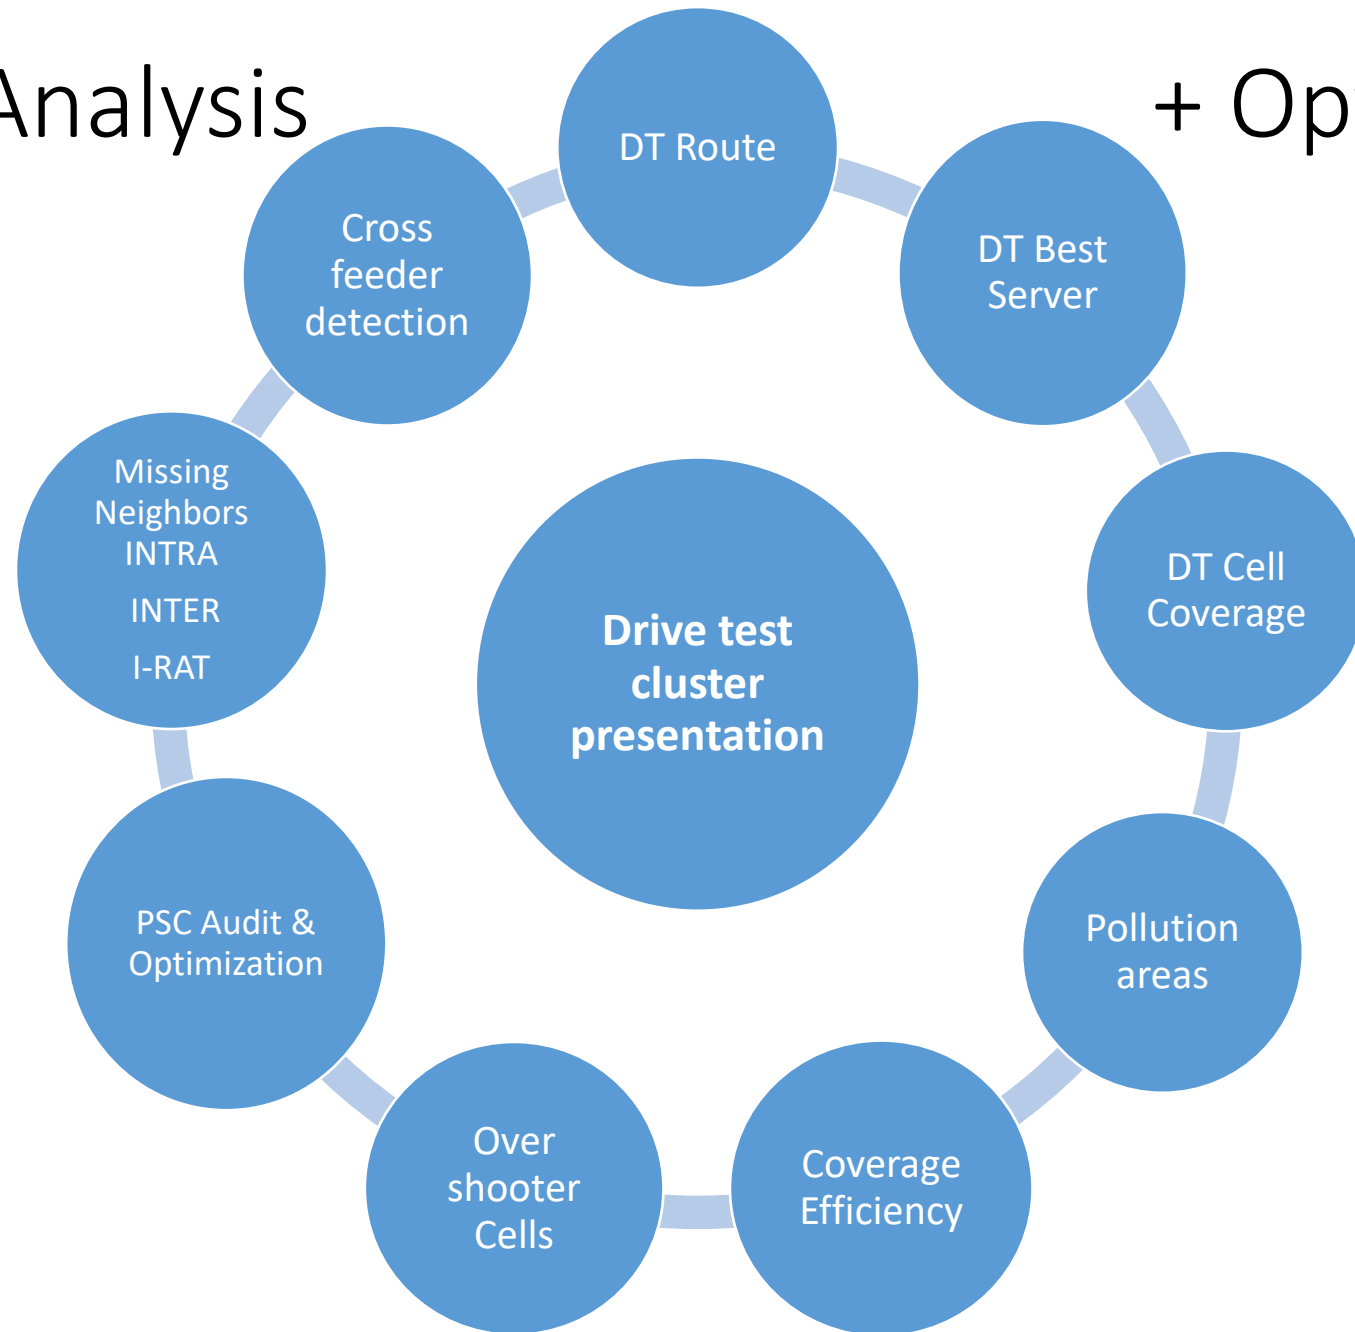 Analysis
+ Op
DT Route
DT Best
Server
DT Cell
Coverage
Pollution
areas
Coverage
Efficiency
Over
shooter
Cells
PSC Audit &
Optimization
Missing
Neighbors
INTRA
INTER
I-RAT
Cross
feeder
detection
Drive test
cluster
presentation